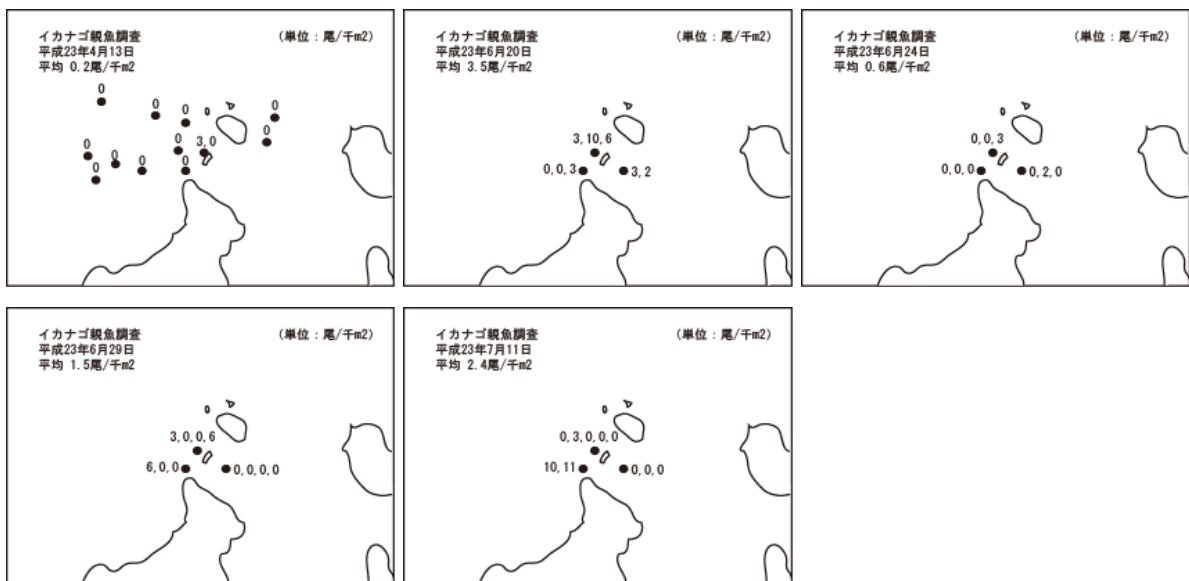 イカナゴ親魚調査 (単位：尾/千m2)
平成23年4月13日
平均 0.2尾/千m2
0
0
0
0
0
0
0
0
0
0
0
3,0
イカナゴ親魚調査 (単位：尾/千m2)
平成23年6月20日
平均 3.5尾/千m2
3,10,6
0,0,3
3,2
イカナゴ親魚調査 (単位：尾/千m2)
平成23年6月24日
平均 0.6尾/千m2
0,0,3
0,0,0
0,2,0
イカナゴ親魚調査 (単位：尾/千m2)
平成23年6月29日
平均 1.5尾/千m2
3,0,0,6
6,0,0
0,0,0,0
イカナゴ親魚調査 (単位：尾/千m2)
平成23年7月11日
平均 2.4尾/千m2
0,3,0,0,0
10,11
0,0,0